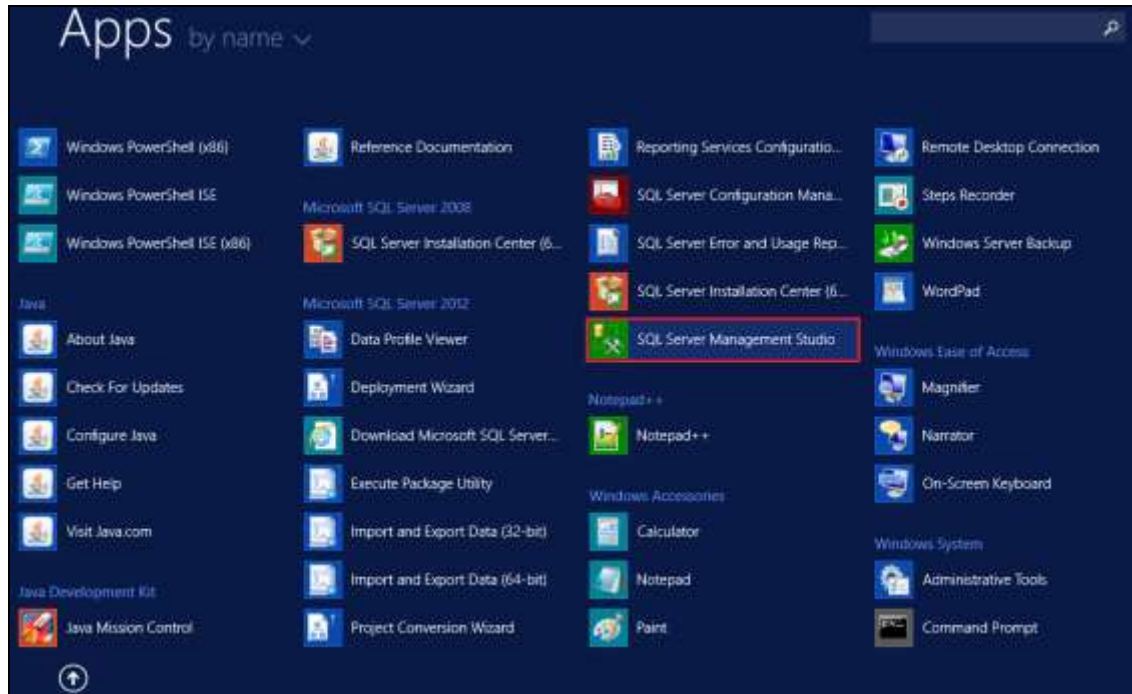 Apps by name
Windows PowerShell (x86)
Windows PowerShell ISE
Windows PowerShell ISE (x86)
Java
About Java
Check For Updates
Configure Java
Get Help
Visit Java.com
Java Development Kit
Java Mission Control
Reference Documentation
Microsoft SQL Server 2008
SQL Server Installation Center (6...
Microsoft SQL Server 2012
Data Profile Viewer
Deployment Wizard
Download Microsoft SQL Server...
Execute Package Utility
Import and Export Data (32-bit)
Import and Export Data (64-bit)
Project Conversion Wizard
Reporting Services Configuratio...
SQL Server Configuration Mana...
SQL Server Error and Usage Rep...
SQL Server Installation Center (6...
SQL Server Management Studio
Notepad++
Notepad++
Windows Accessories
Calculator
Notepad
Paint
Remote Desktop Connection
Steps Recorder
Windows Server Backup
WordPad
Windows Ease of Access
Magnifier
Narrator
On-Screen Keyboard
Windows System
Administrative Tools
Command Prompt